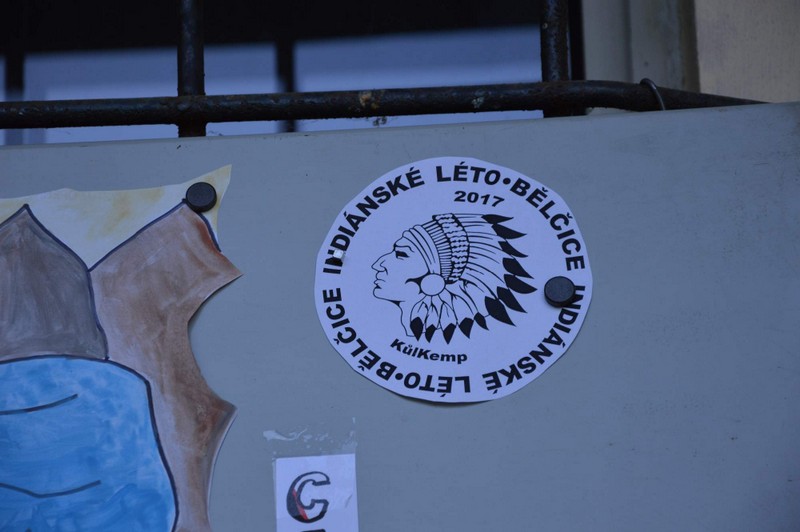 INDIÁNSKÉ LÉTO•BĚLČICE INDIÁNSKÉ LÉTO•BĚLČICE
2017
KůlKemp
C